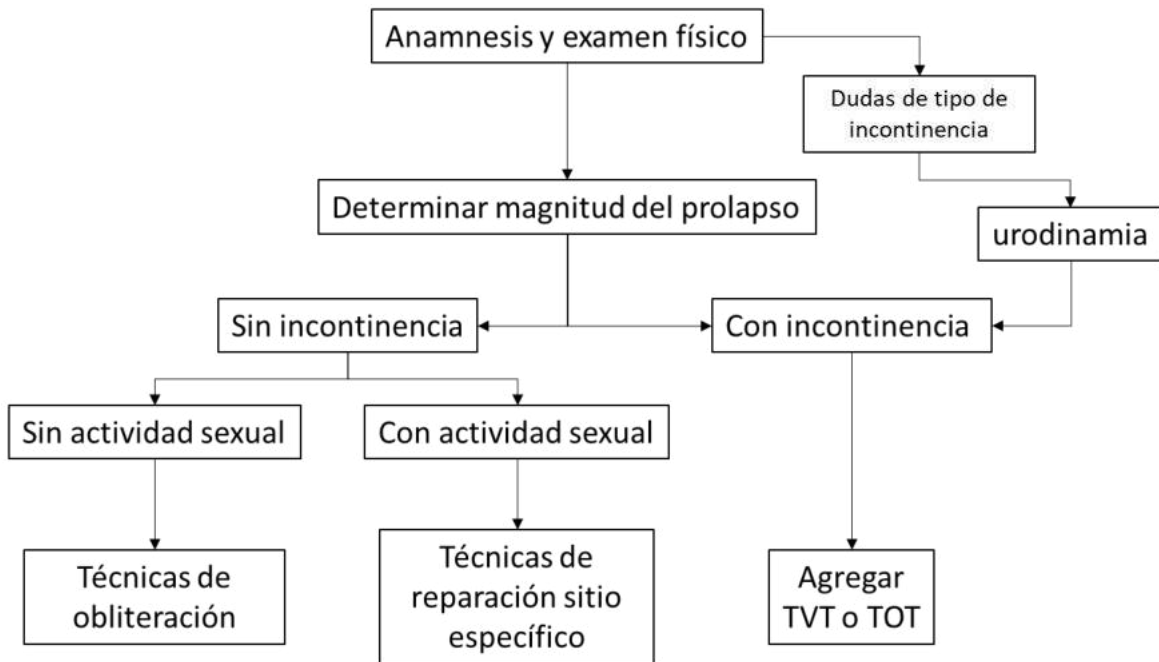 Anamnesis y examen físico
Dudas de tipo de
incontinencia
Determinar magnitud del prolapso
urodinamia
Sin incontinencia
Con incontinencia
Sin actividad sexual
Con actividad sexual
Técnicas de
obliteración
Técnicas de
reparación sitio
específico
Agregar
TVT o TOT